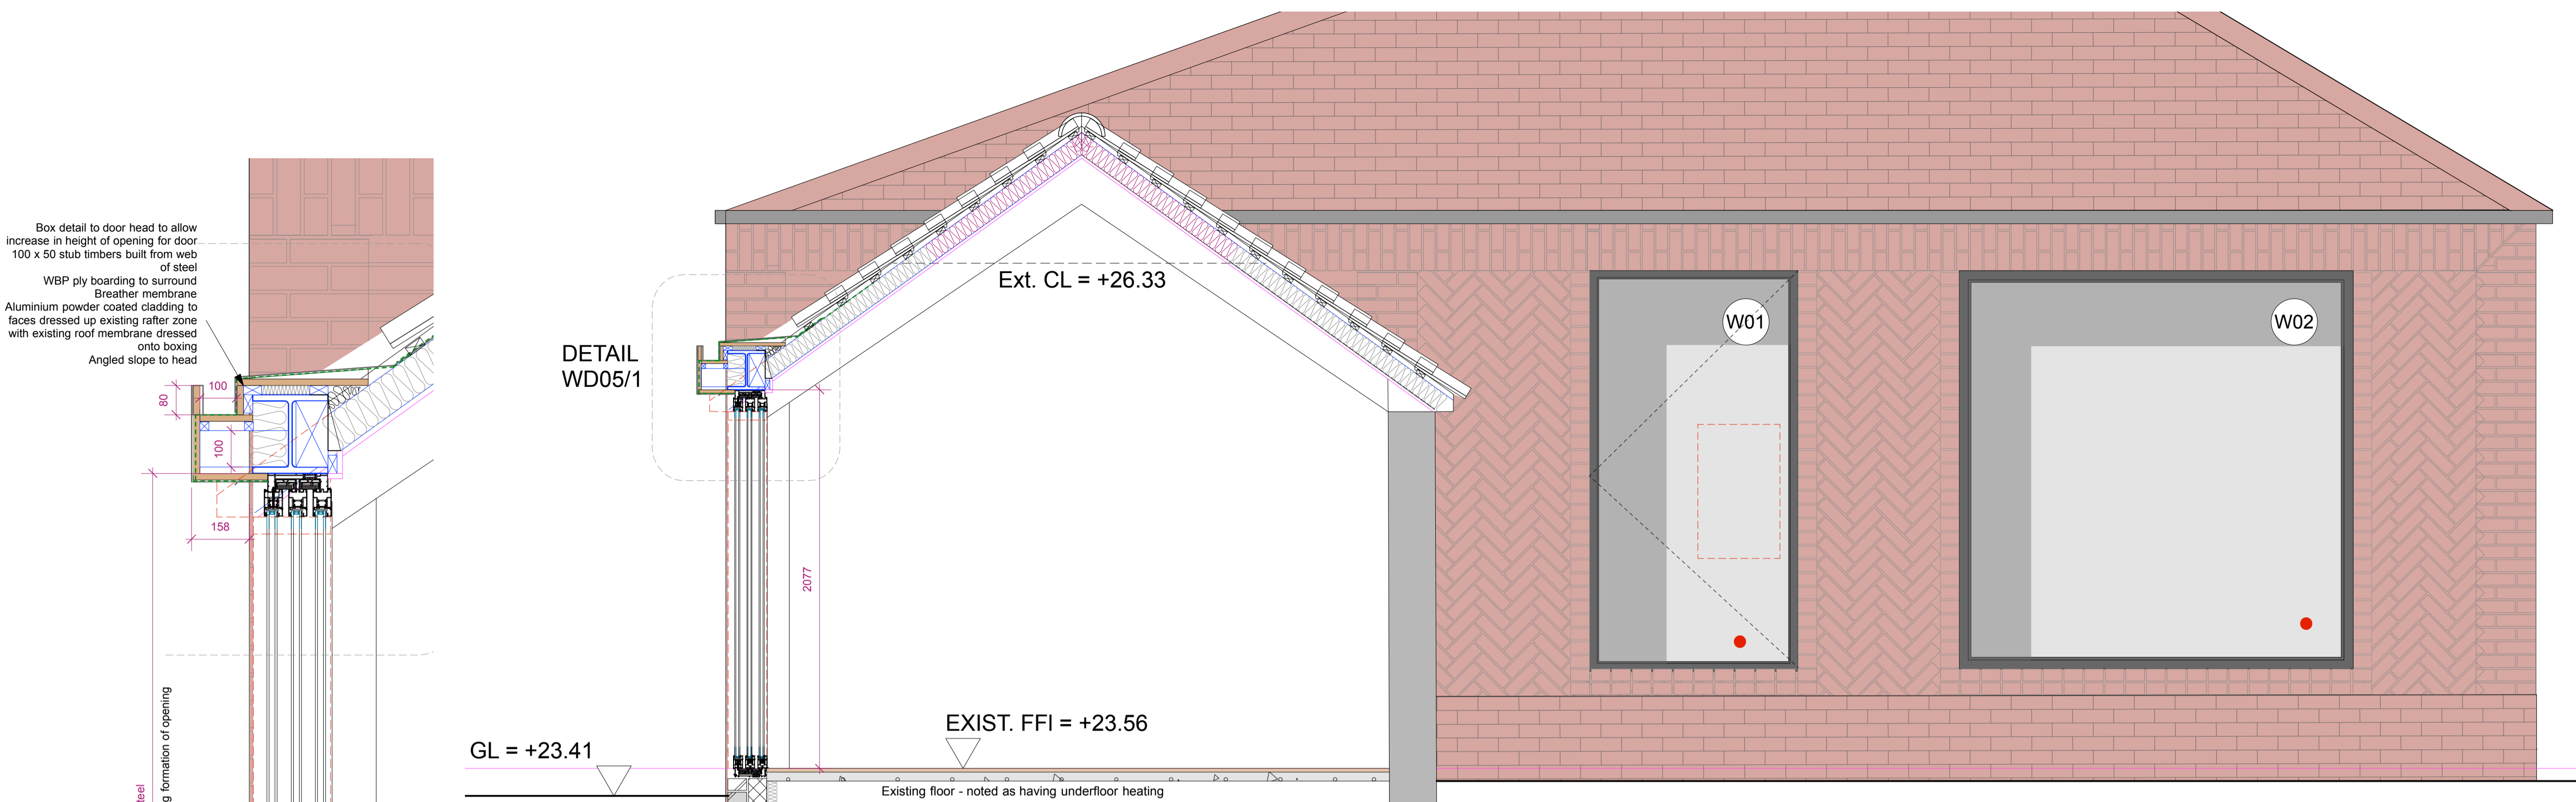 Box detail to door head to allow
increase in height of opening for door
100 x 50 stub timbers built from web
of steel
WBP ply boarding to surround
Breather membrane
Aluminium powder coated cladding to
faces dressed up existing rafter zone
with existing roof membrane dressed
onto boxing
Angled slope to head
100
80
100
158
formation of opening
DETAIL
WD05/1
Ext. CL = +26.33
W01
W02
2077
GL = +23.41
EXIST. FFl = +23.56
Existing floor - noted as having underfloor heating